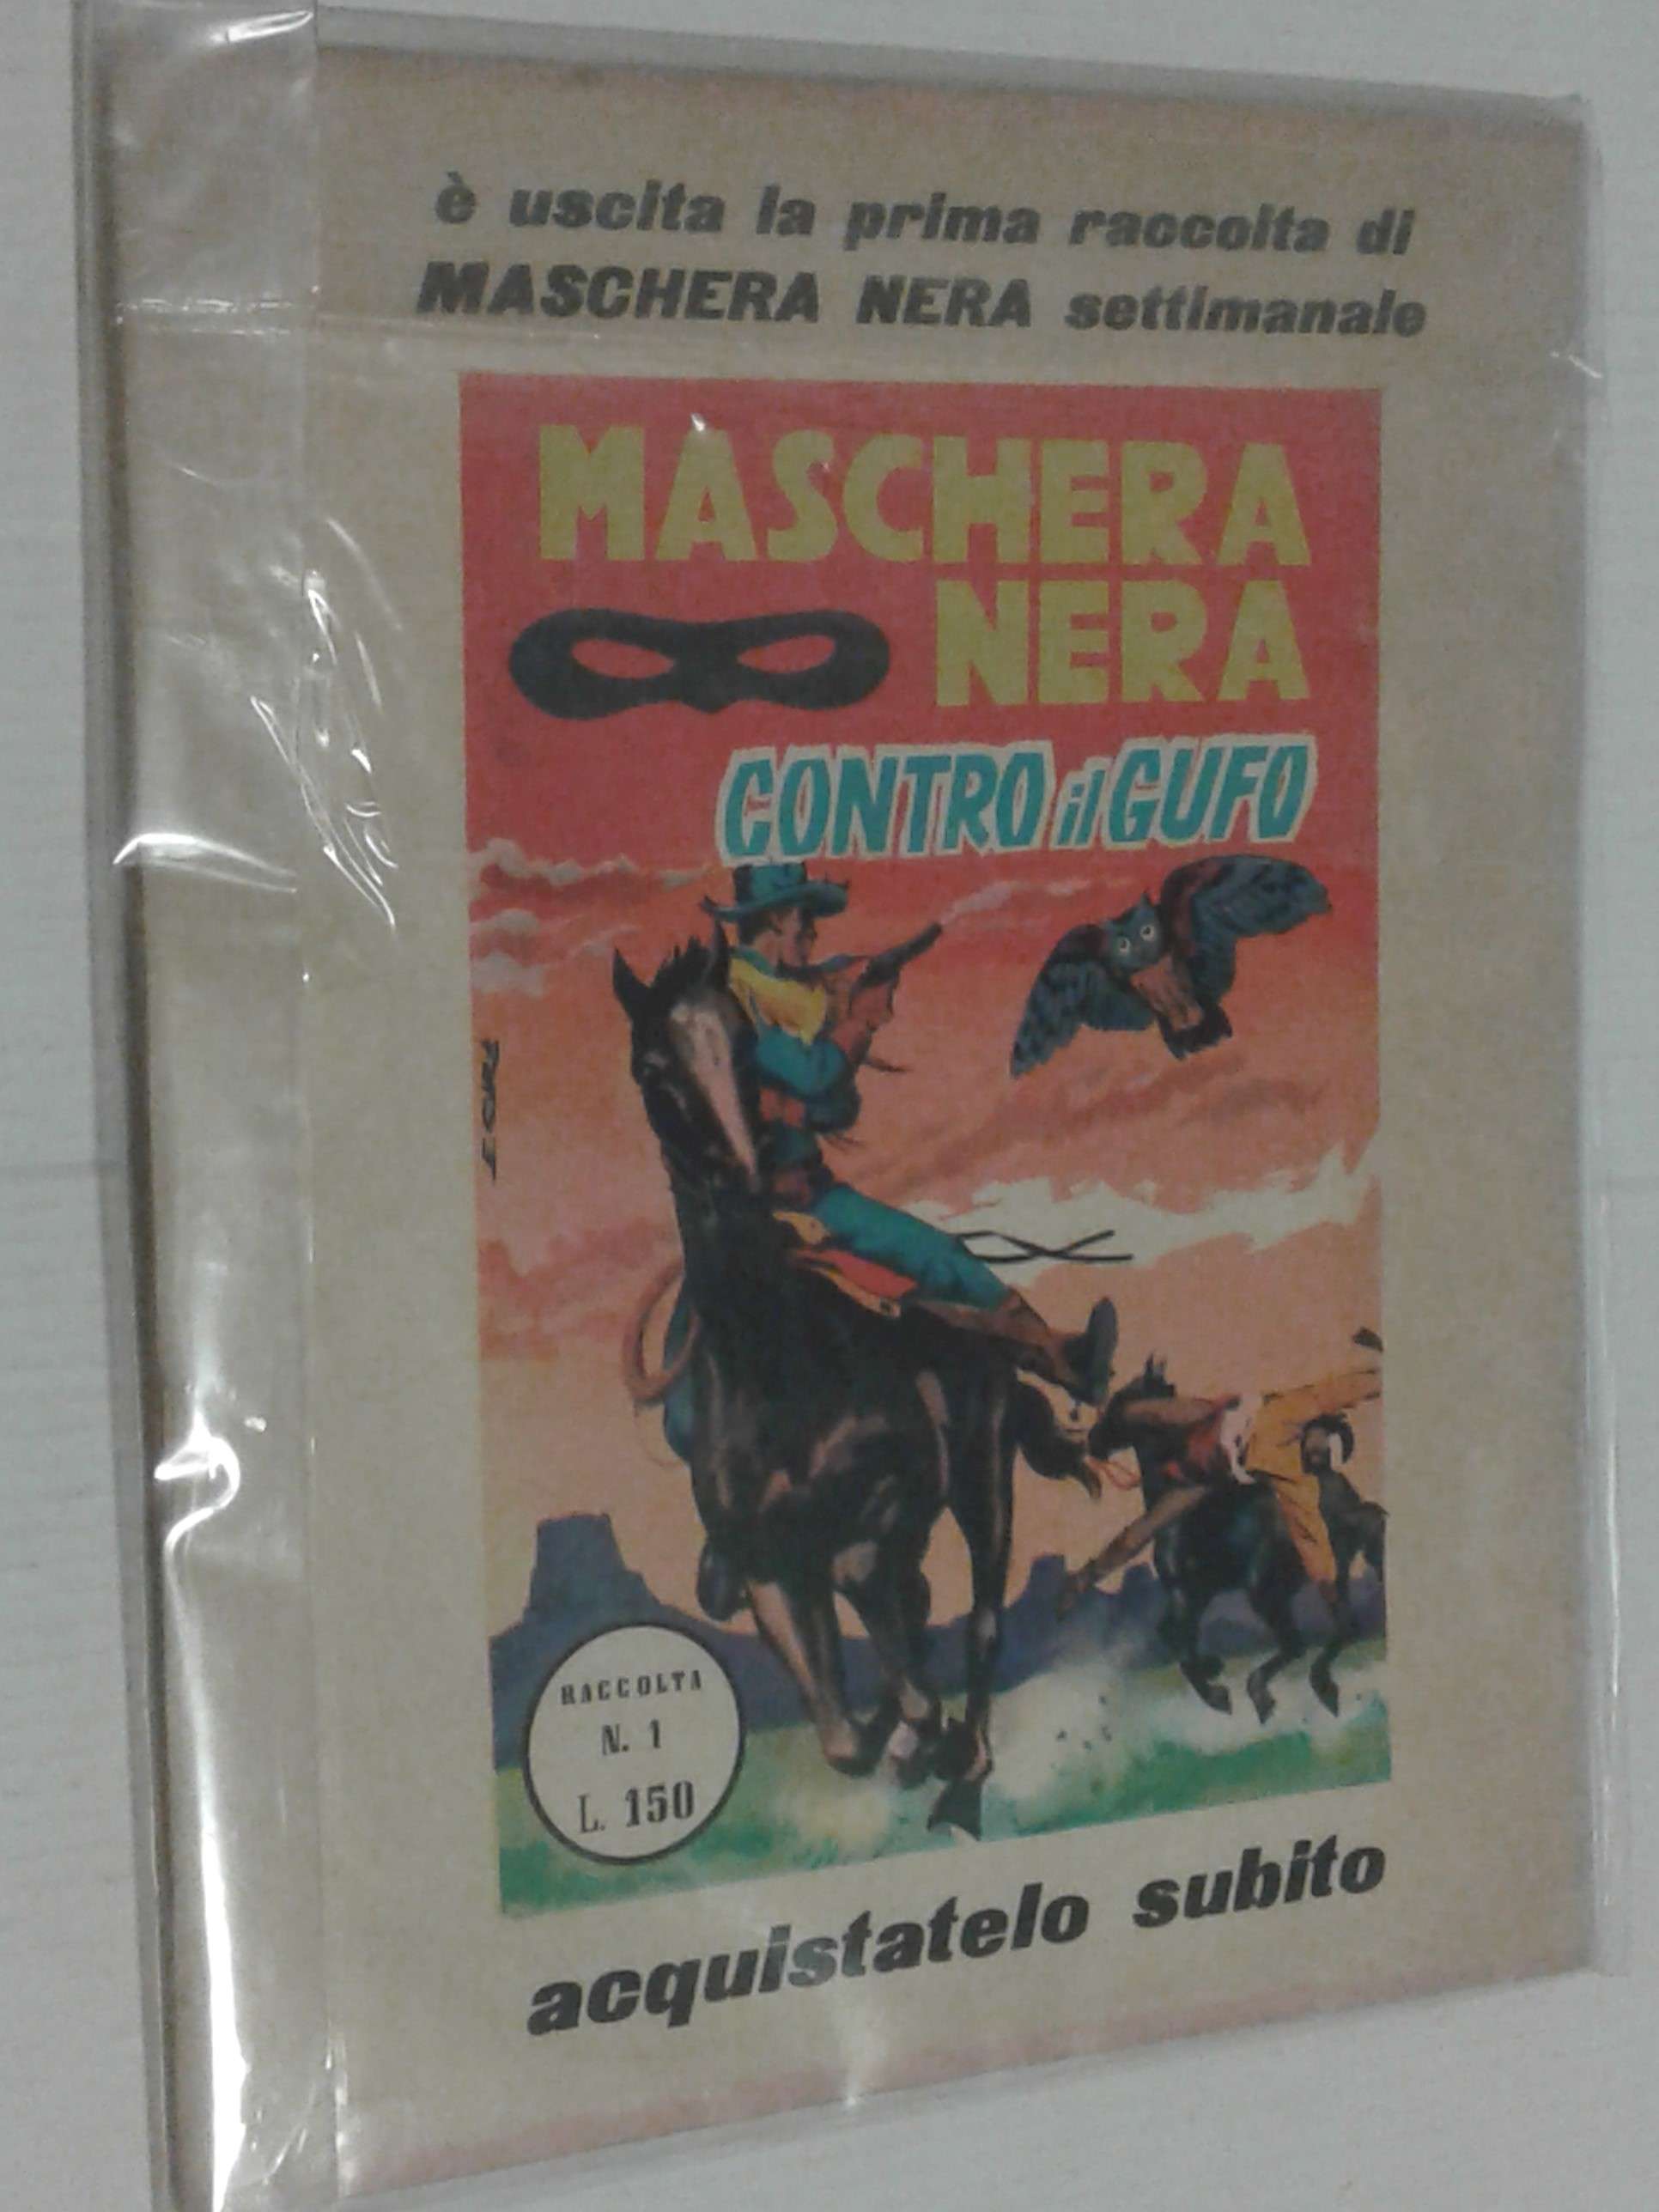 è uscita la prima raccolta di
MASCHERA NERA settimanale
MASCHERA
NERA
CONTRO il GUFO
RACCOLTA
N. 1
L. 150
acquistatelo subito